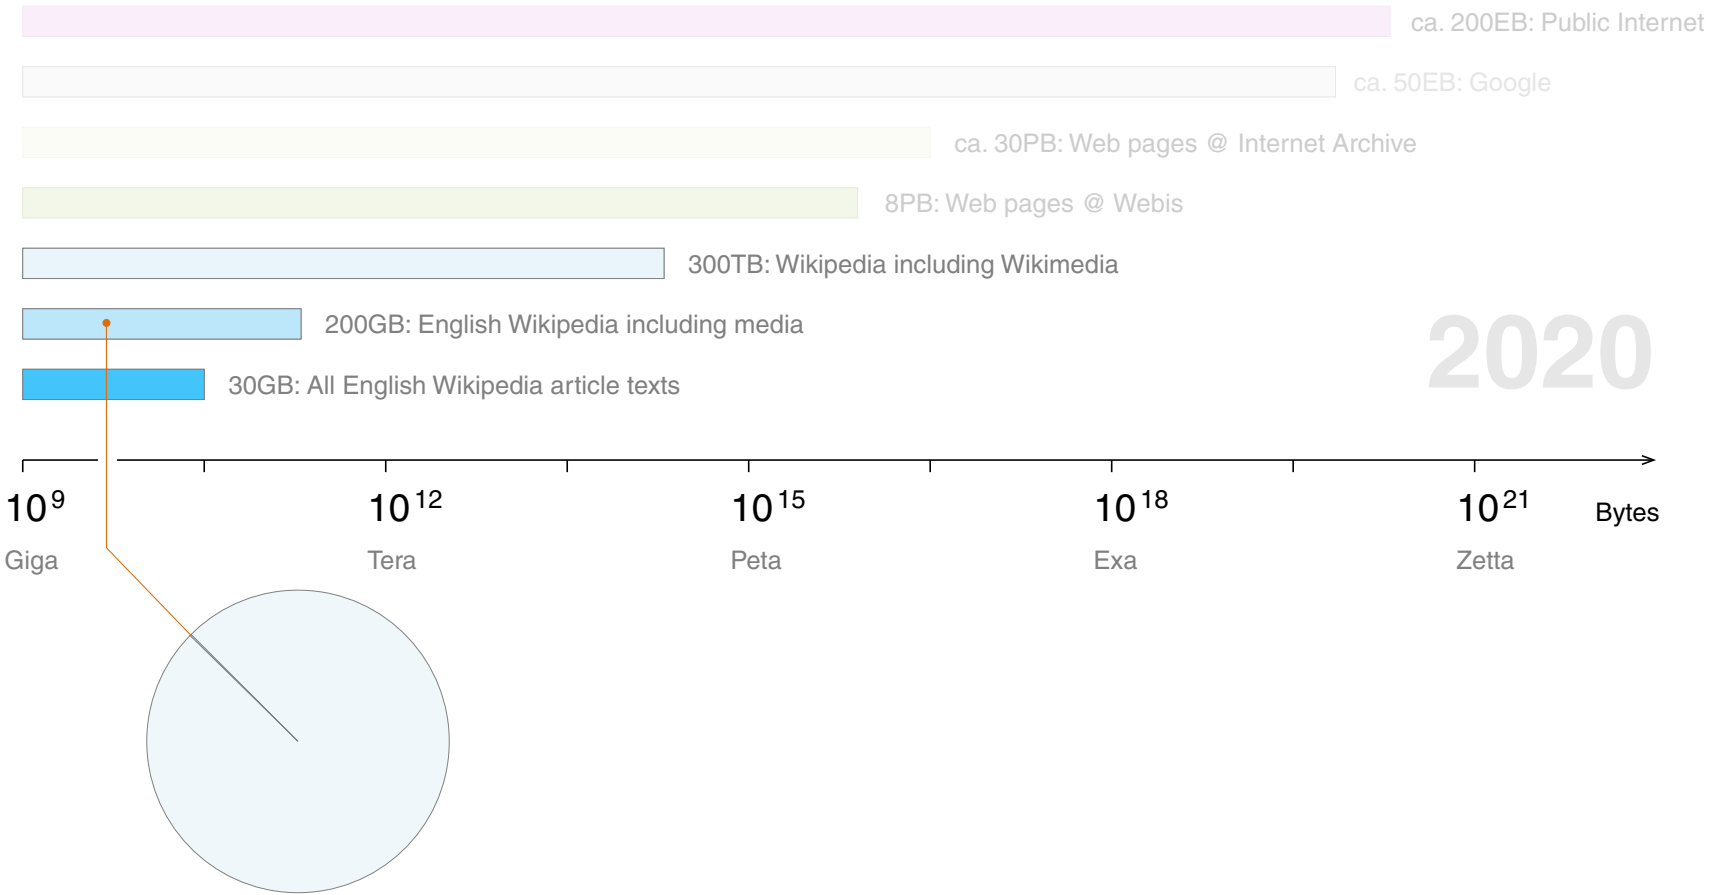 ca. 200EB: Public Internet
ca. 50EB: Google
ca. 30PB: Web pages @ Internet Archive
8PB: Web pages @ Webis
300TB: Wikipedia including Wikimedia
200GB: English Wikipedia including media
2020
30GB: All English Wikipedia article texts
10⁹ 10¹² 10¹⁵ 10¹⁸ 10²¹ Bytes
Giga Tera Peta Exa Zetta